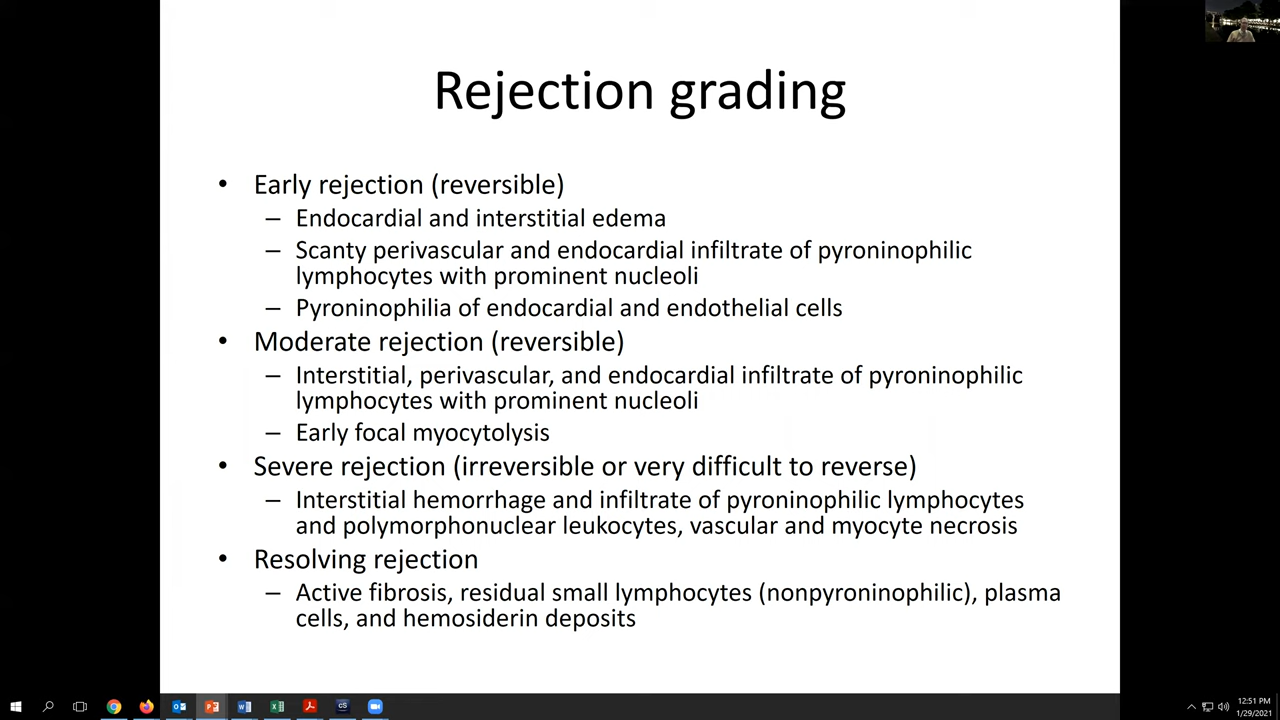 Rejection grading
• Early rejection (reversible)
– Endocardial and interstitial edema
– Scanty perivascular and endocardial infiltrate of pyroninophilic
lymphocytes with prominent nucleoli
– Pyroninophilia of endocardial and endothelial cells
• Moderate rejection (reversible)
– Interstitial, perivascular, and endocardial infiltrate of pyroninophilic
lymphocytes with prominent nucleoli
– Early focal myocytolysis
• Severe rejection (irreversible or very difficult to reverse)
– Interstitial hemorrhage and infiltrate of pyroninophilic lymphocytes
and polymorphonuclear leukocytes, vascular and myocyte necrosis
• Resolving rejection
– Active fibrosis, residual small lymphocytes (nonpyroninophilic), plasma
cells, and hemosiderin deposits
cS
12:51 PM
1/29/2021